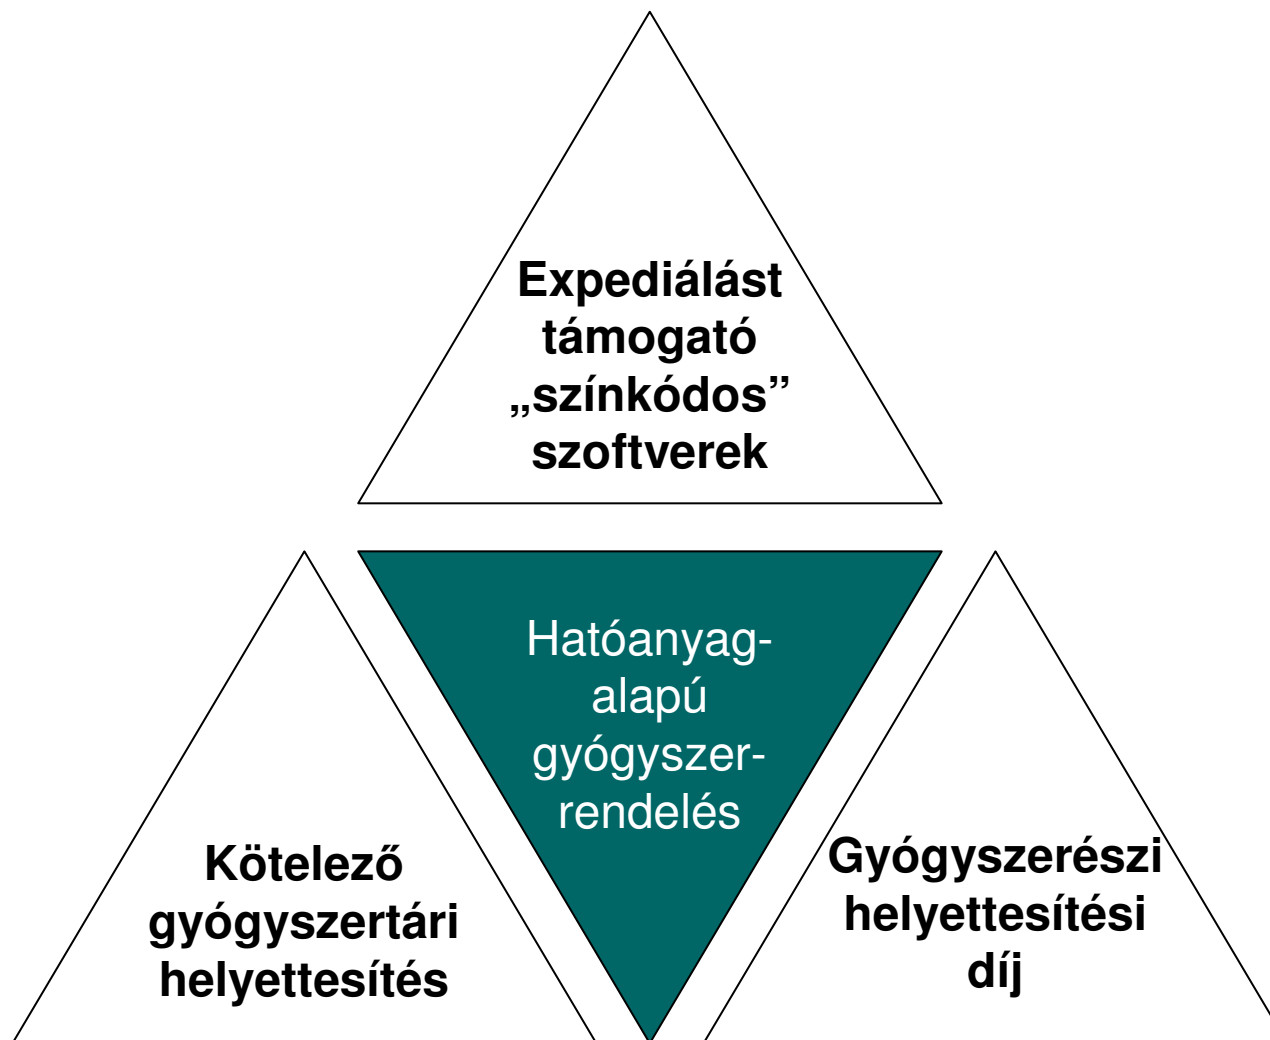 Expediálást
támogató
„színkódos”
szoftverek
Hatóanyag-
alapú
gyógyszer-
rendelés
Kötelező
gyógyszertári
helyettesítés
Gyógyszerészi
helyettesítési
díj